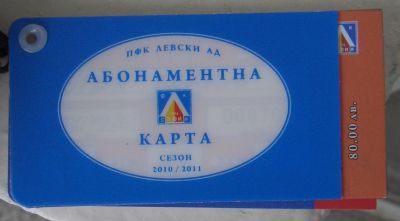 ПФК ЛЕВСКИ АД
АБОНАМЕНТНА
КАРТА
СЕЗОН
2010/2011
80.00 лв.